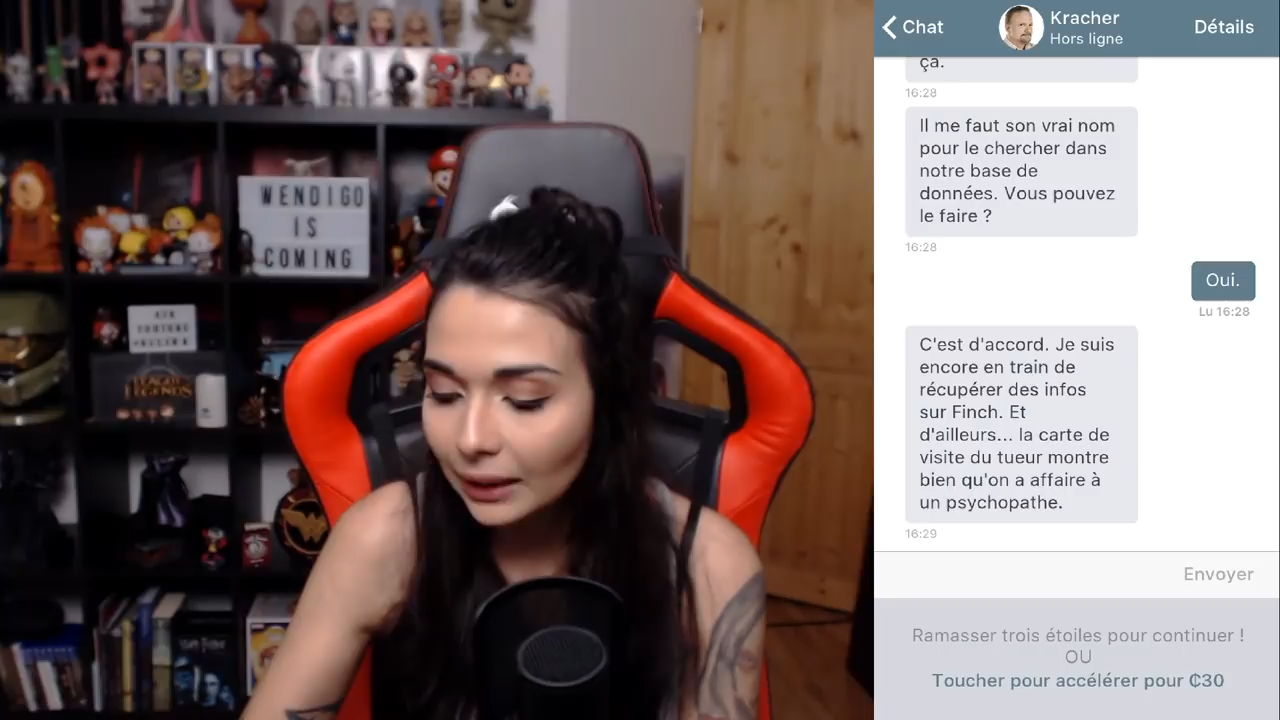 WENDIGO
IS
COMING
LEAGUE OF
LEGENDS
Chat
Kracher
Hors ligne
Détails
ça.
16:28
Il me faut son vrai nom
pour le chercher dans
notre base de
données. Vous pouvez
le faire ?
16:28
Oui.
Lu 16:28
C'est d'accord. Je suis
encore en train de
récupérer des infos
sur Finch. Et
d'ailleurs... la carte de
visite du tueur montre
bien qu'on a affaire à
un psychopathe.
16:29
Envoyer
Ramasser trois étoiles pour continuer !
OU
Toucher pour accélérer pour ₵30